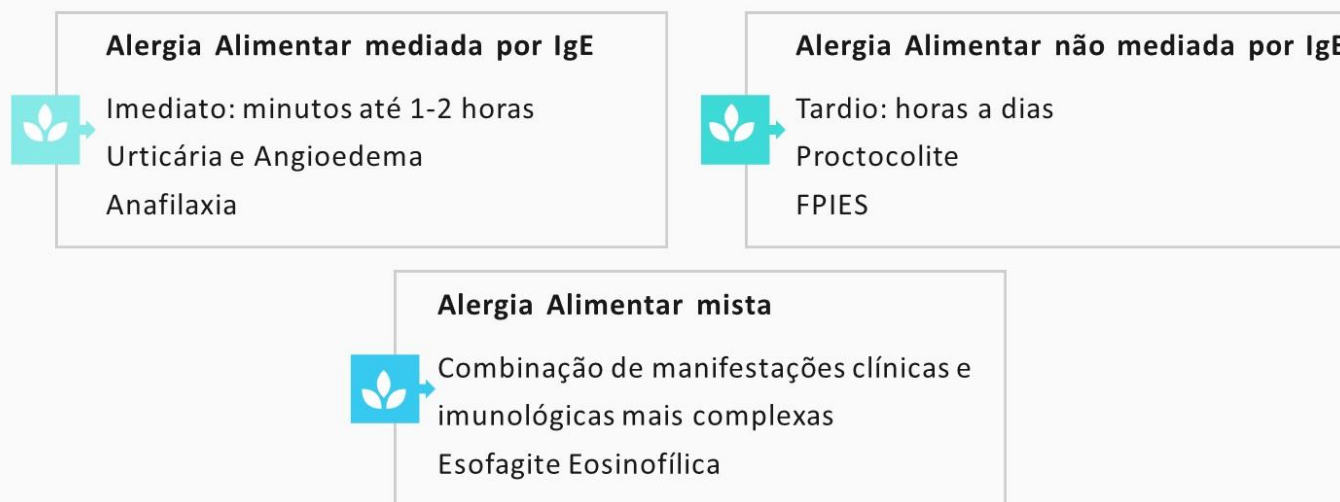 Alergia Alimentar mediada por IgE
Imediato: minutos até 1-2 horas
Urticária e Angioedema
Anafilaxia
Alergia Alimentar não mediada por IgE
Tardio: horas a dias
Proctocolite
FPIES
Alergia Alimentar mista
Combinação de manifestações clínicas e
imunológicas mais complexas
Esofagite Eosinofílica